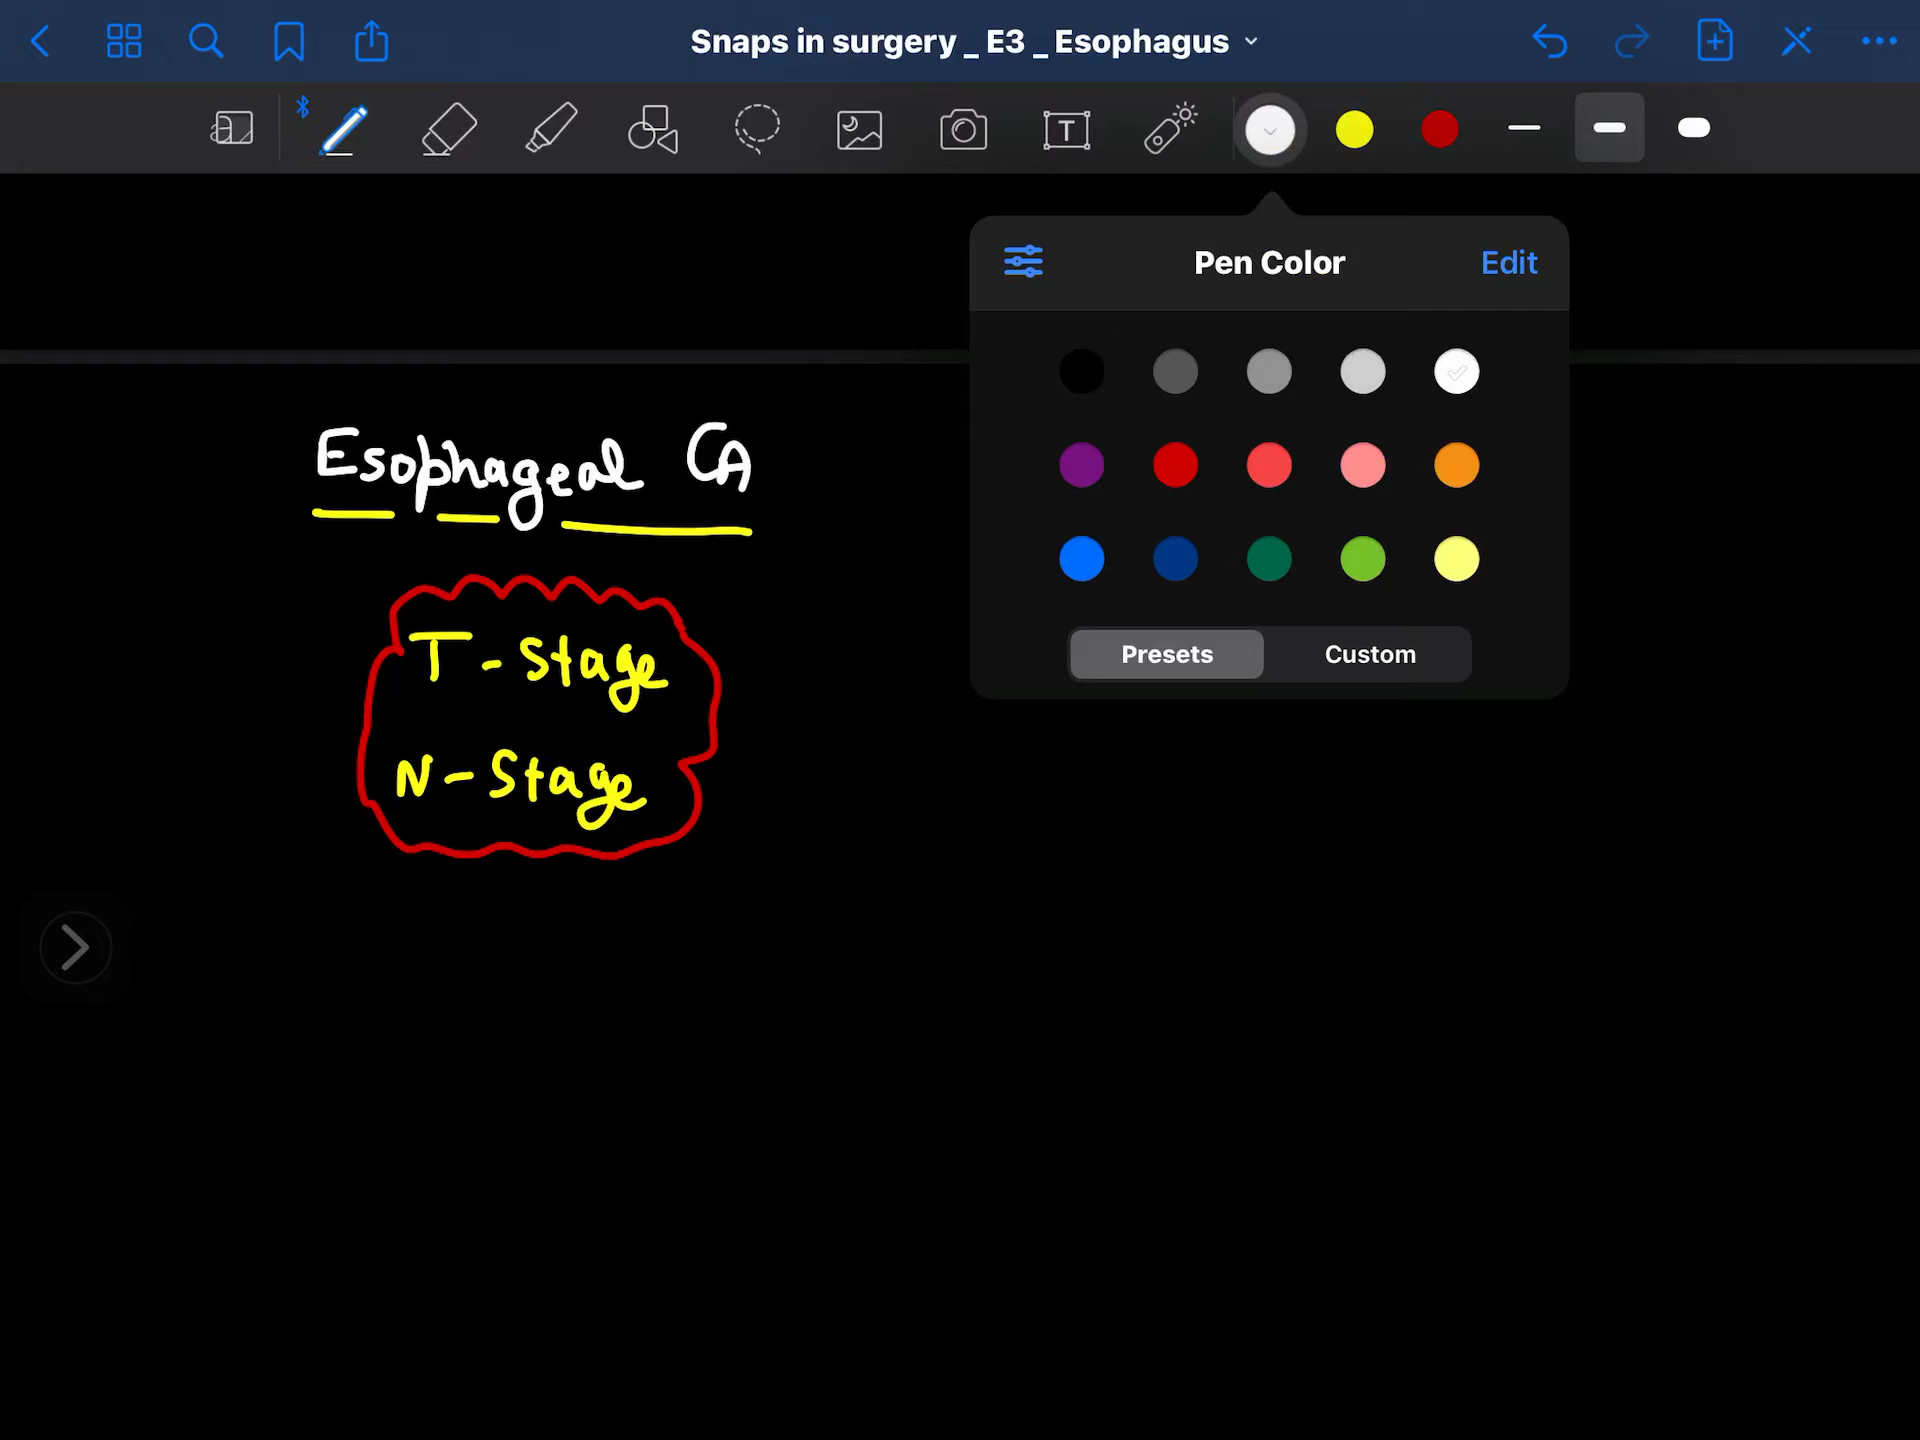 Snaps in surgery _ E3 _ Esophagus
T
Pen Color
Edit
Esophageal CA
T - Stage
N - Stage
Presets
Custom